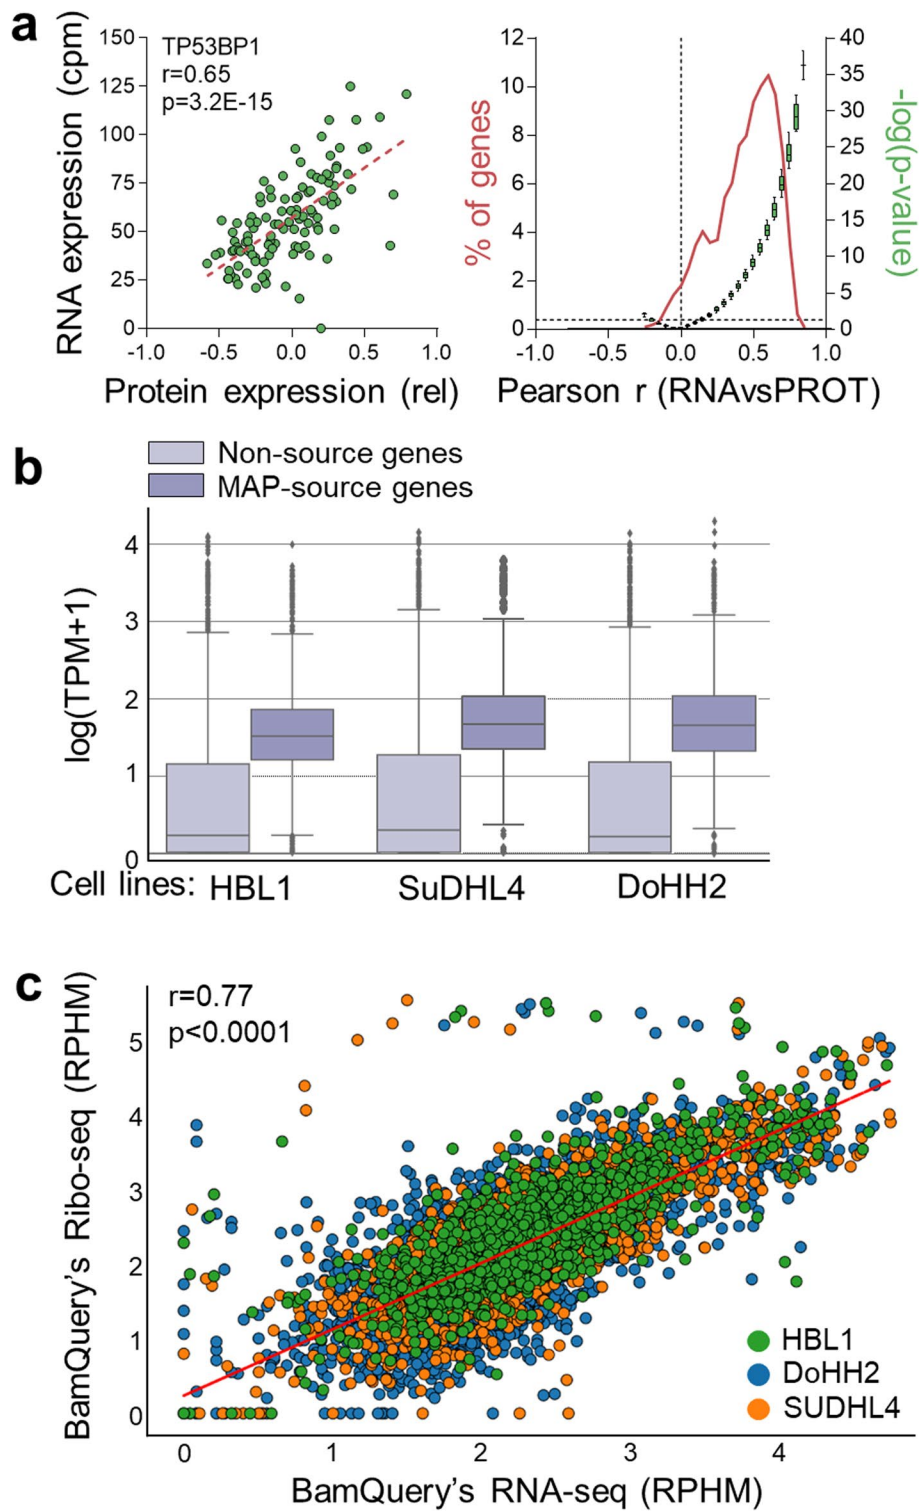 a
RNA expression (cpm)
150
125
100
75
50
25
0
TP53BP1
r=0.65
p=3.2E-15
-1.0 -0.5 0.0 0.5 1.0
Protein expression (rel)
% of genes
12
10
8
6
4
2
0
40
35
30
25
20
15
10
5
0
-log(p-value)
-1.0 -0.5 0.0 0.5 1.0
Pearson r (RNAvsPROT)
b
Non-source genes
MAP-source genes
log(TPM+1)
4
3
2
1
0
Cell lines: HBL1 SuDHL4 DoHH2
c
BamQuery's Ribo-seq (RPHM)
r=0.77
p<0.0001
5
4
3
2
1
0
HBL1
DoHH2
SUDHL4
0 1 2 3 4
BamQuery's RNA-seq (RPHM)